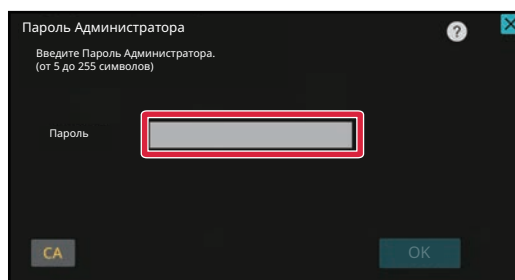 Пароль Администратора
?
Введите Пароль Администратора.
(от 5 до 255 символов)
Пароль
CA
OK